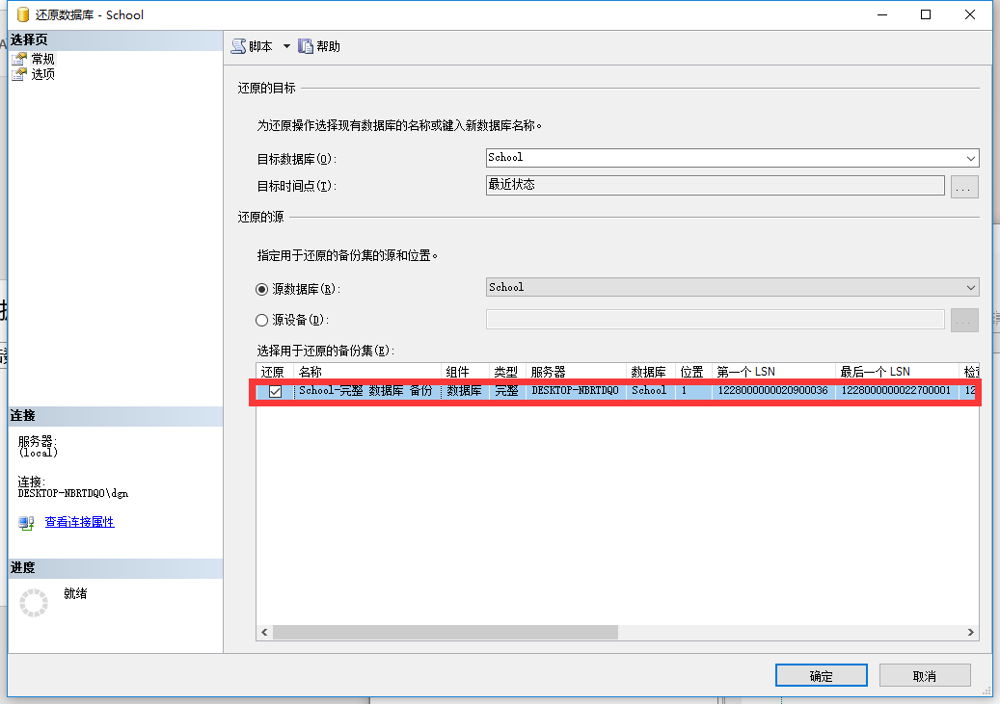 还原数据库 - School
选择页
常规
选项
脚本 帮助
还原的目标
为还原操作选择现有数据库的名称或键入新数据库名称。
目标数据库(O): School
目标时间点(T): 最近状态 ...
还原的源
指定用于还原的备份集的源和位置。
源数据库(R): School
源设备(D): ...
选择用于还原的备份集(E):
还原 名称 组件 类型 服务器 数据库 位置 第一个 LSN 最后一个 LSN
School-完整 数据库 备份 数据库 完整 DESKTOP-NBRTDQO School 1 1228000000020900036 1228000000022700001 12
连接
服务器:
(local)
连接:
DESKTOP-NBRTDQO\dgn
查看连接属性
进度
就绪
确定 取消